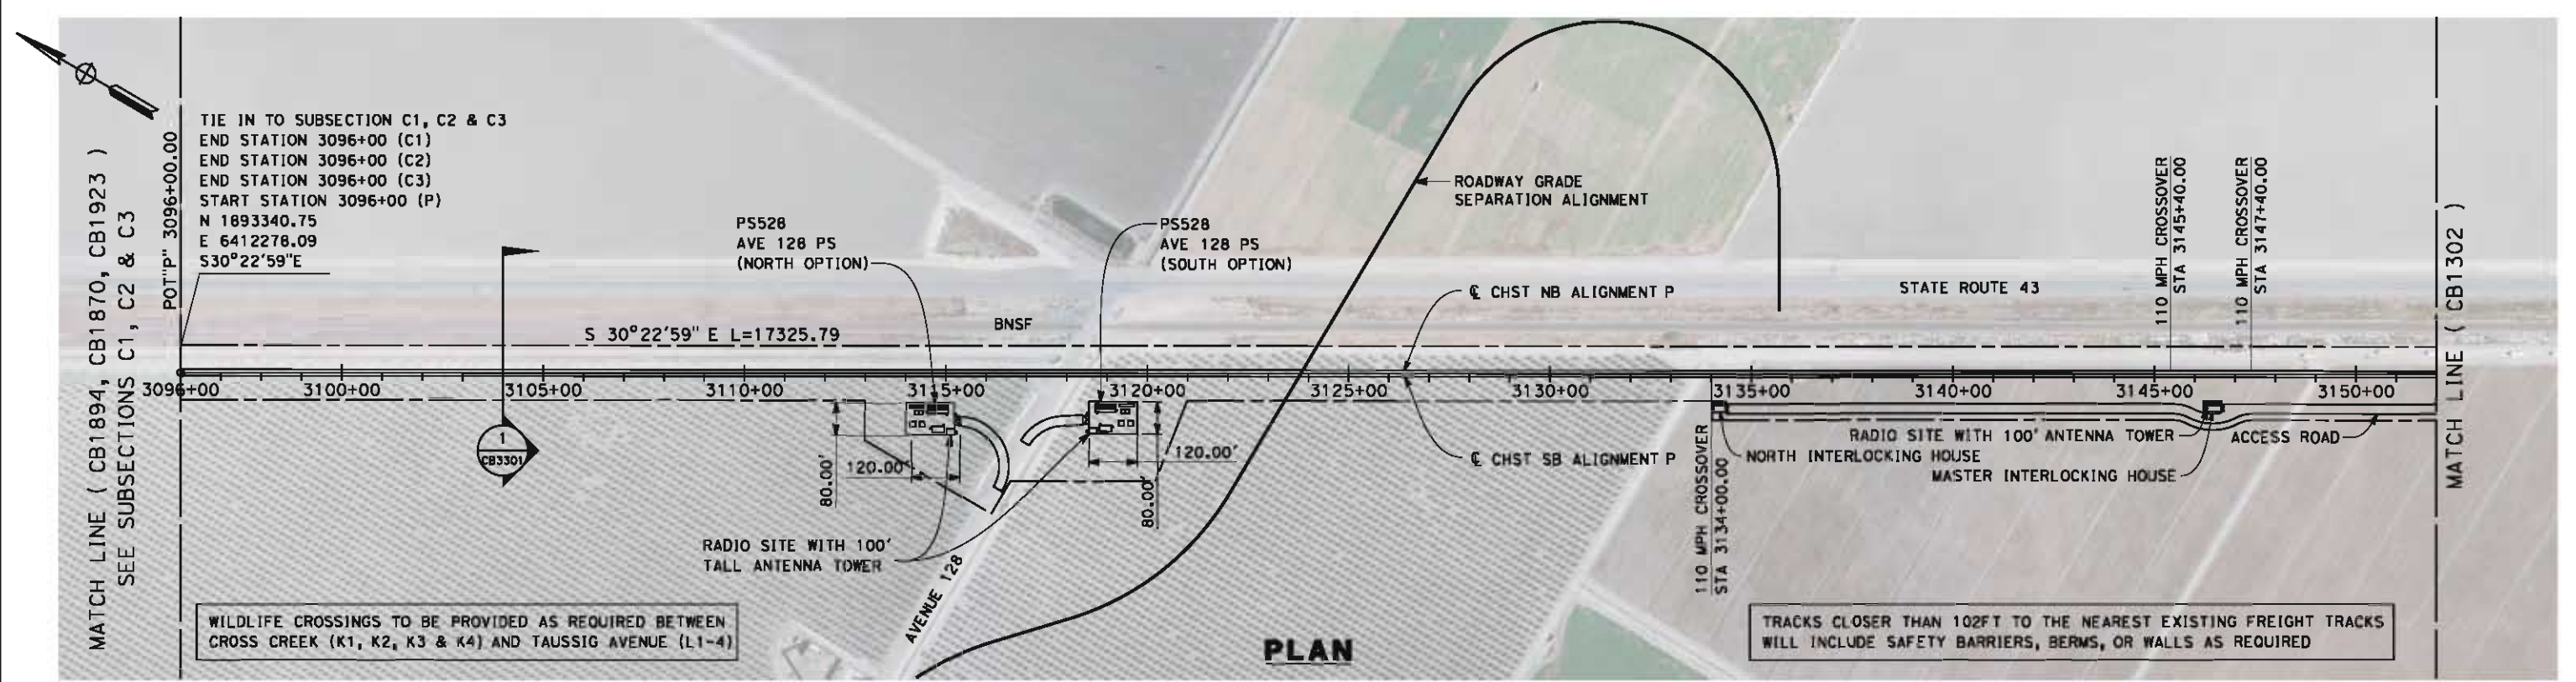 MATCH LINE ( CB1894, CB1870, CB1923 )
SEE SUBSECTIONS C1, C2 & C3
POT"P" 3096+00.00
TIE IN TO SUBSECTION C1, C2 & C3
END STATION 3096+00 (C1)
END STATION 3096+00 (C2)
END STATION 3096+00 (C3)
START STATION 3096+00 (P)
N 1893340.75
E 6412278.09
S30°22'59"E
1
CB3301
S 30°22'59" E L=17325.79
BNSF
PS528
AVE 128 PS
(NORTH OPTION)
PS528
AVE 128 PS
(SOUTH OPTION)
ROADWAY GRADE
SEPARATION ALIGNMENT
℄ CHST NB ALIGNMENT P
STATE ROUTE 43
110 MPH CROSSOVER
STA 3145+40.00
110 MPH CROSSOVER
STA 3147+40.00
MATCH LINE ( CB1302 )
3096+00
3100+00
3105+00
3110+00
3115+00
3120+00
3125+00
3130+00
3135+00
3140+00
3145+00
3150+00
80.00'
120.00'
120.00'
80.00'
℄ CHST SB ALIGNMENT P
RADIO SITE WITH 100'
TALL ANTENNA TOWER
AVENUE 128
110 MPH CROSSOVER
STA 3134+00.00
NORTH INTERLOCKING HOUSE
RADIO SITE WITH 100' ANTENNA TOWER
MASTER INTERLOCKING HOUSE
ACCESS ROAD
WILDLIFE CROSSINGS TO BE PROVIDED AS REQUIRED BETWEEN
CROSS CREEK (K1, K2, K3 & K4) AND TAUSSIG AVENUE (L1-4)
PLAN
TRACKS CLOSER THAN 102FT TO THE NEAREST EXISTING FREIGHT TRACKS
WILL INCLUDE SAFETY BARRIERS, BERMS, OR WALLS AS REQUIRED